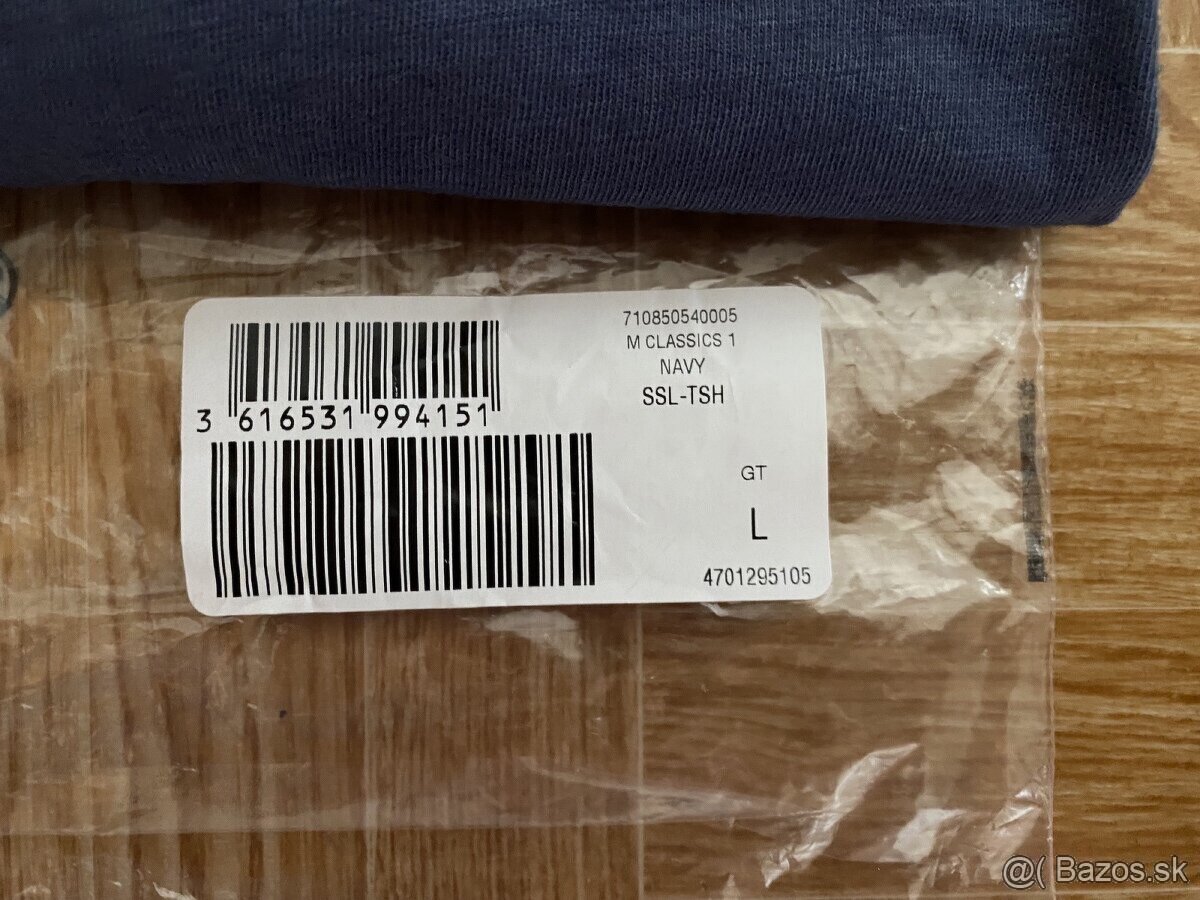 3 616531 994151
710850540005
M CLASSICS 1
NAVY
SSL-TSH
GT
L
4701295105
@( Bazos.sk